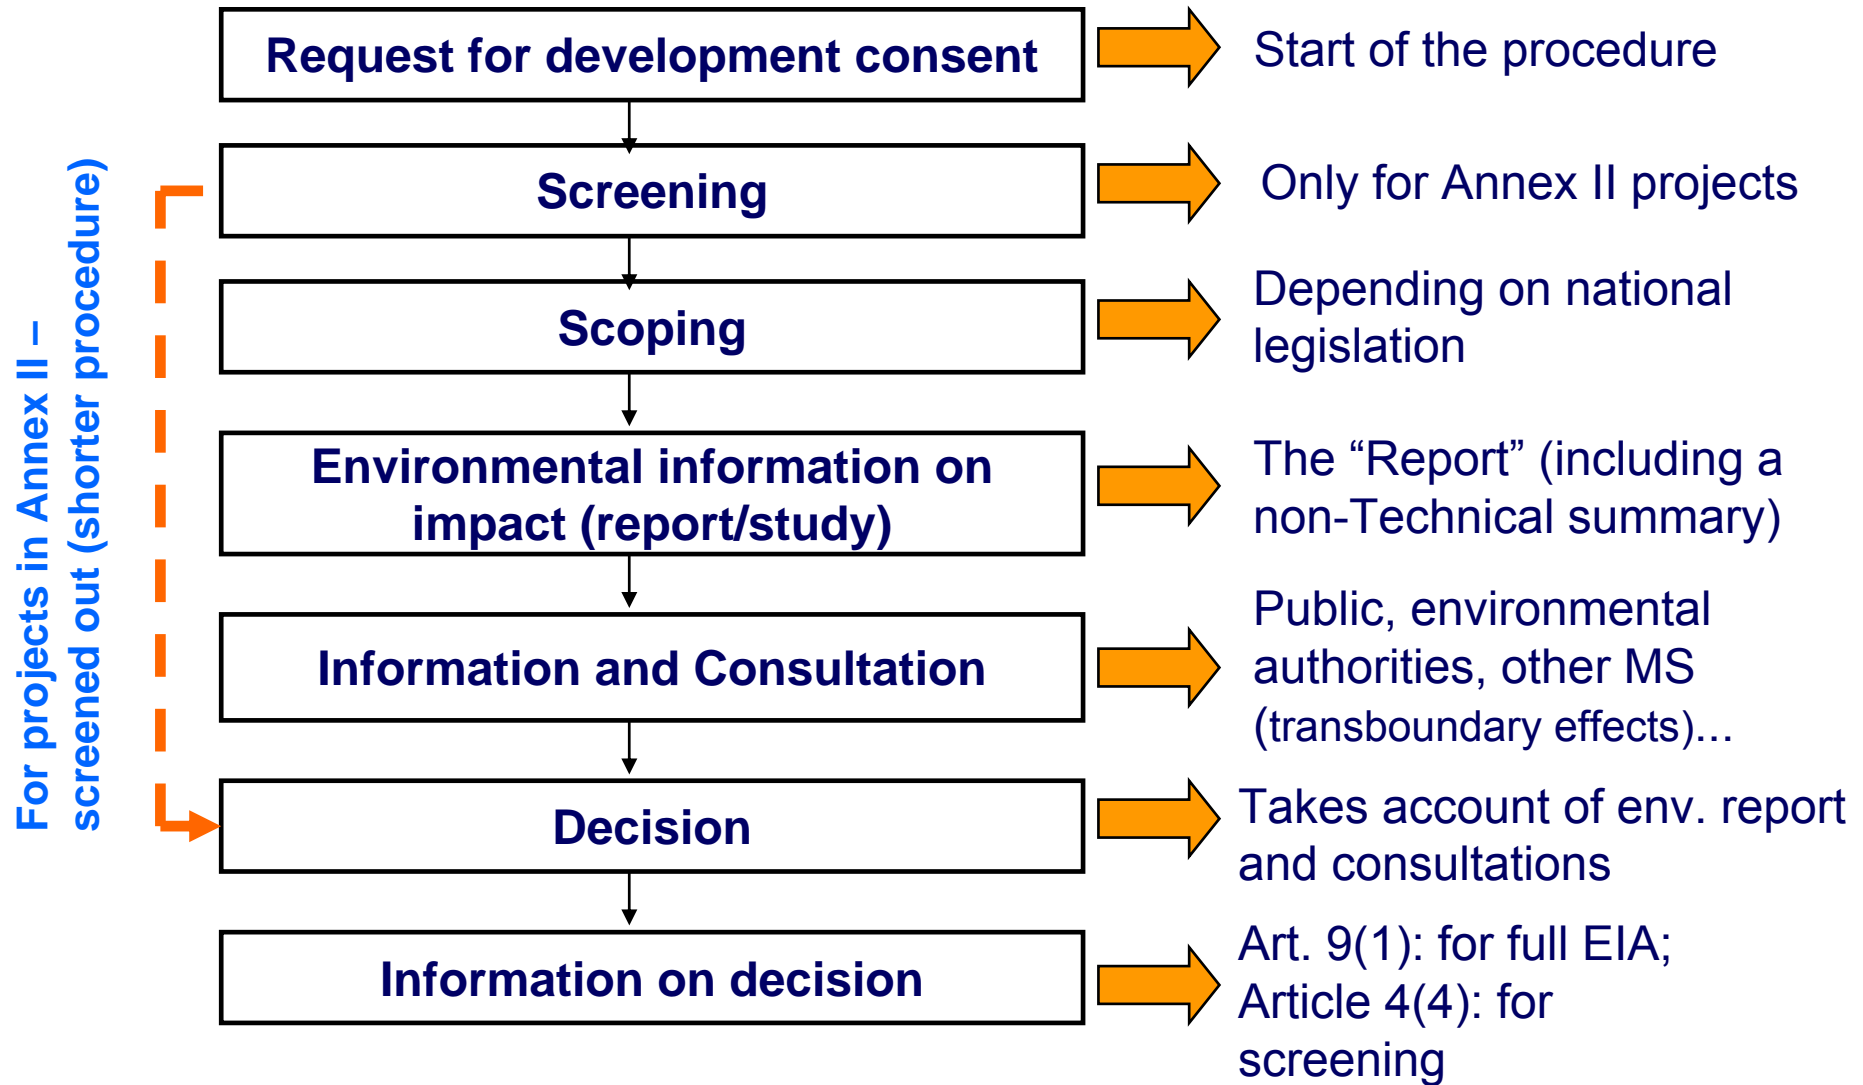 Request for development consent
Start of the procedure
Screening
Only for Annex II projects
Scoping
Depending on national
legislation
Environmental information on
impact (report/study)
The “Report” (including a
non-Technical summary)
Information and Consultation
Public, environmental
authorities, other MS
(transboundary effects)...
Decision
Takes account of env. report
and consultations
Information on decision
Art. 9(1): for full EIA;
Article 4(4): for
screening
For projects in Annex II –
screened out (shorter procedure)